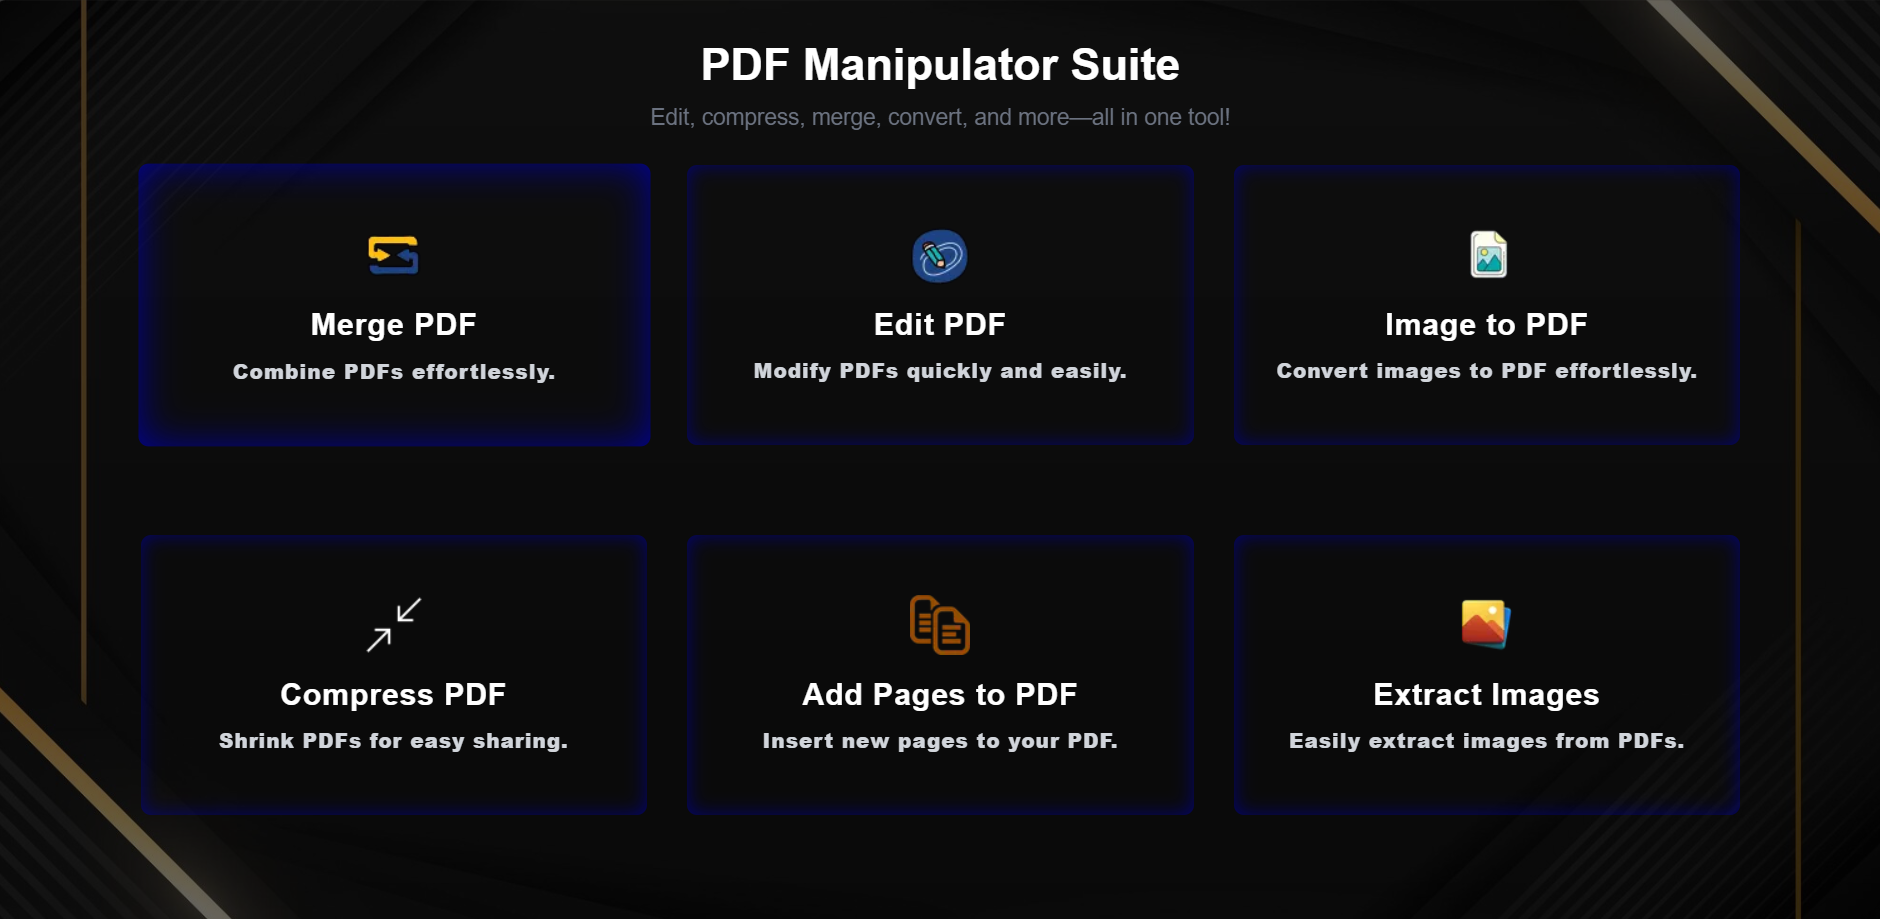 PDF Manipulator Suite
Edit, compress, merge, convert, and more—all in one tool!
Merge PDF
Combine PDFs effortlessly.
Edit PDF
Modify PDFs quickly and easily.
Image to PDF
Convert images to PDF effortlessly.
Compress PDF
Shrink PDFs for easy sharing.
Add Pages to PDF
Insert new pages to your PDF.
Extract Images
Easily extract images from PDFs.